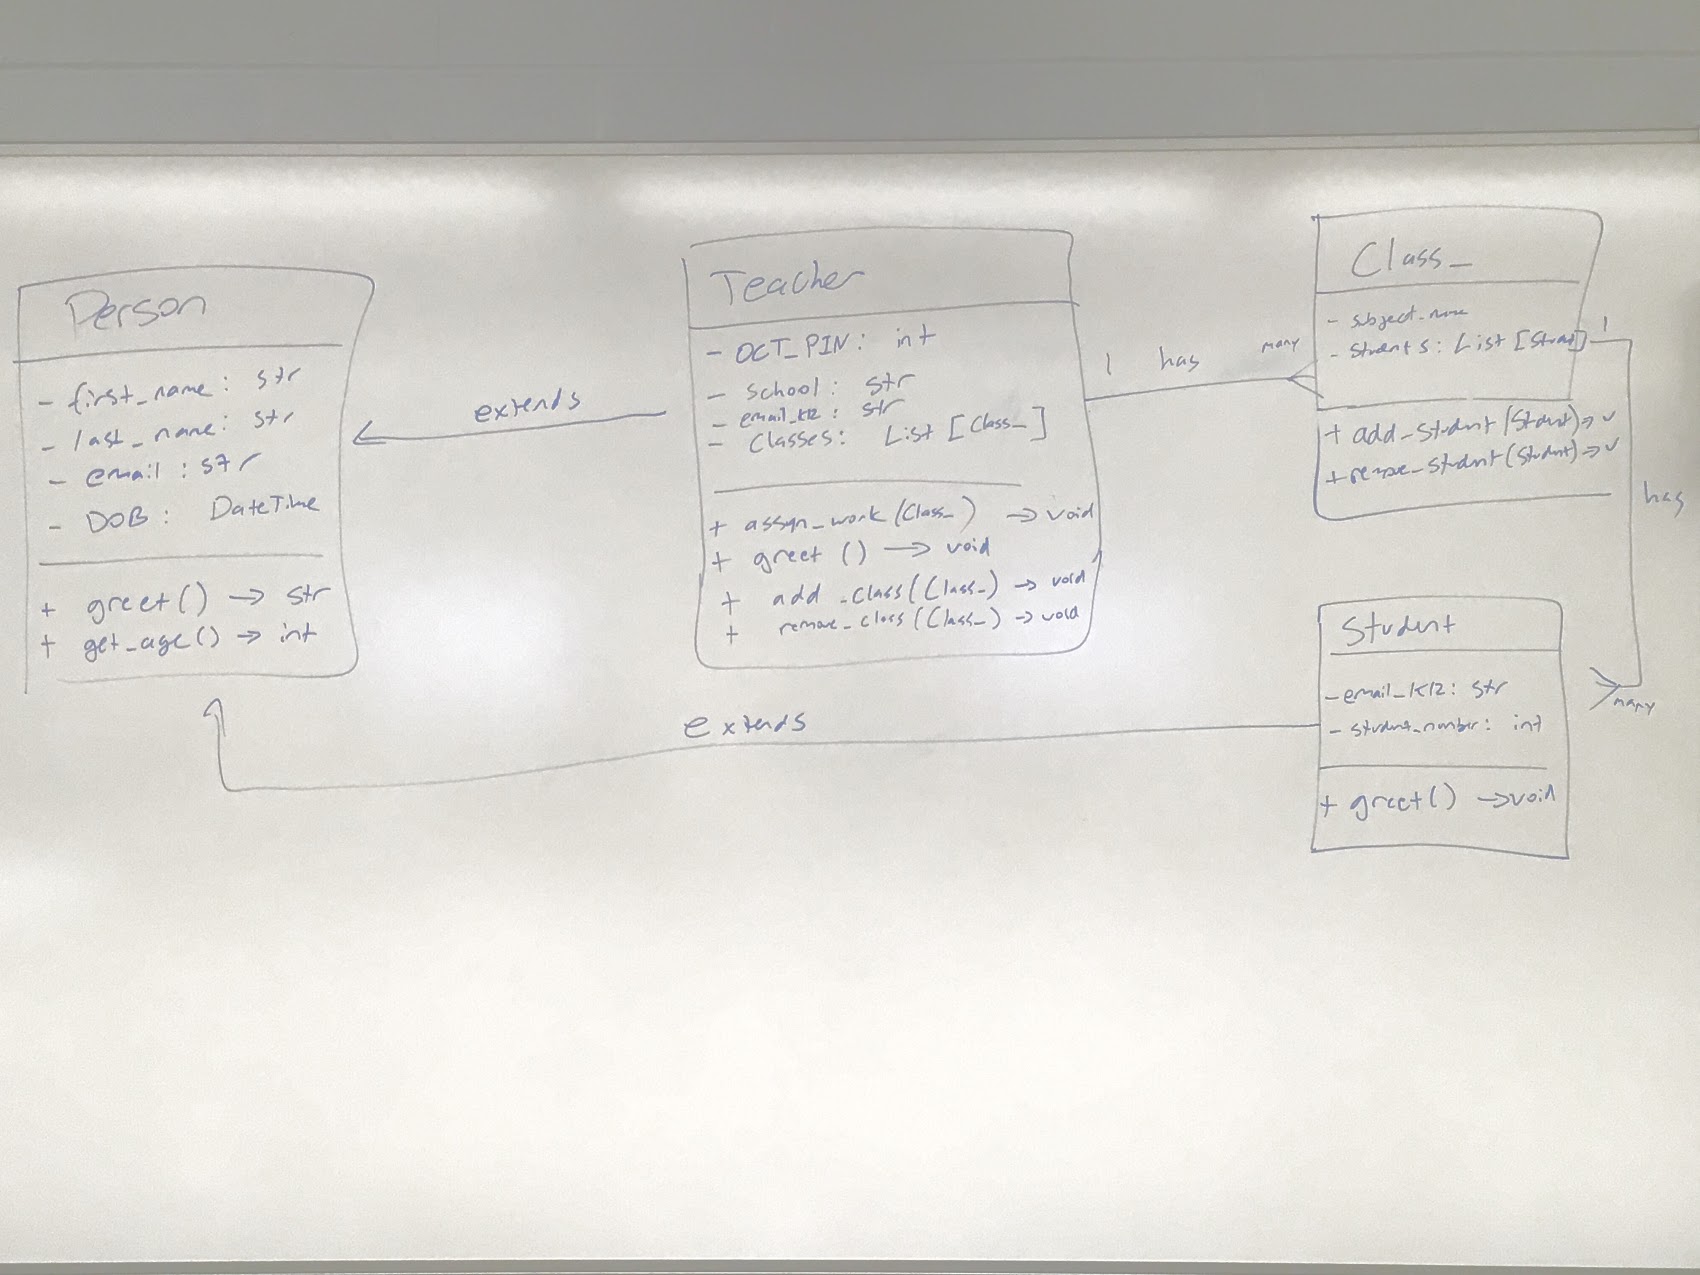 Person
- first_name: str
- last_name: str
- email: str
- DOB: DateTime
+ greet() → str
+ get_age() → int
extends
Teacher
- OCT_PIN: int
- school: str
- email_K12: str
- classes: List [Class_]
+ assign_work(Class_) → void
+ greet () → void
+ add_class(Class_) → void
+ remove_class(Class_) → void
1 has many
Class_
- subject_name
- students: List [Student]
+ add_student(Student) → v
+ remove_student(Student) → v
1
has
many
Student
- email_K12: str
- student_number: int
+ greet() → void
extends